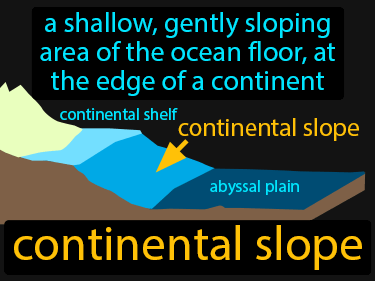 a shallow, gently sloping
area of the ocean floor, at
the edge of a continent
continental shelf
continental slope
abyssal plain
continental slope